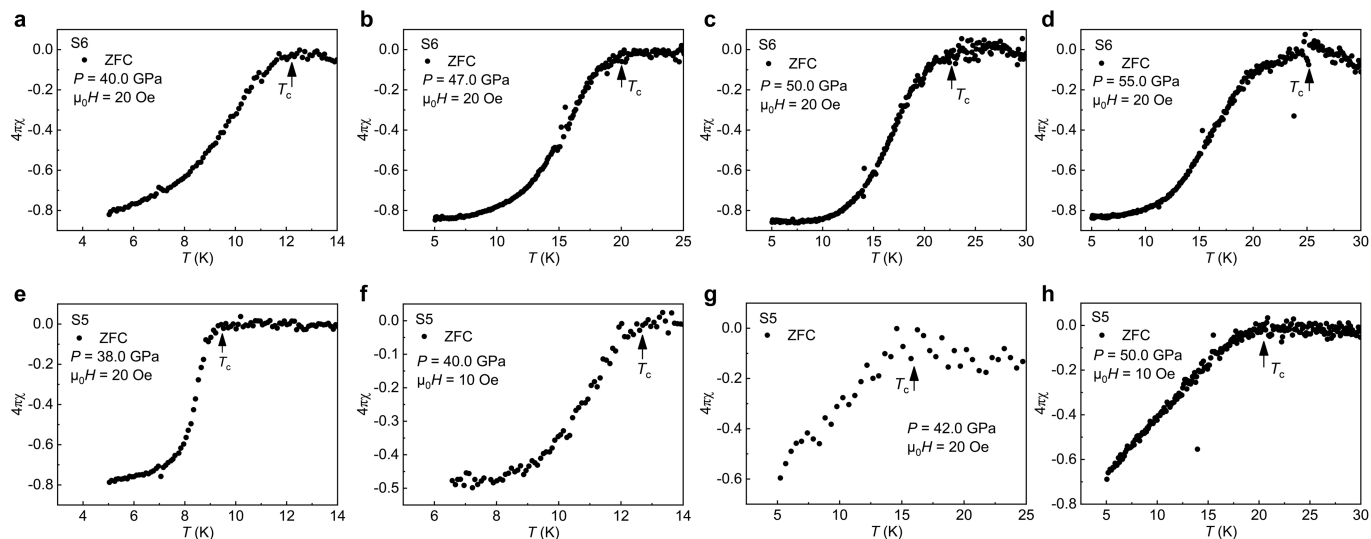 a
S6
ZFC
P = 40.0 GPa
μ₀H = 20 Oe
Tc
0.0
-0.2
-0.4
-0.6
-0.8
4πχ
4 6 8 10 12 14
T (K)
b
S6
ZFC
P = 47.0 GPa
μ₀H = 20 Oe
Tc
0.0
-0.2
-0.4
-0.6
-0.8
4πχ
5 10 15 20 25
T (K)
c
S6
ZFC
P = 50.0 GPa
μ₀H = 20 Oe
Tc
0.0
-0.2
-0.4
-0.6
-0.8
4πχ
5 10 15 20 25 30
T (K)
d
S6
ZFC
P = 55.0 GPa
μ₀H = 20 Oe
Tc
0.0
-0.2
-0.4
-0.6
-0.8
4πχ
5 10 15 20 25 30
T (K)
e
S5
ZFC
P = 38.0 GPa
μ₀H = 20 Oe
Tc
0.0
-0.2
-0.4
-0.6
-0.8
4πχ
4 6 8 10 12 14
T (K)
f
S5
ZFC
P = 40.0 GPa
μ₀H = 10 Oe
Tc
0.0
-0.1
-0.2
-0.3
-0.4
-0.5
4πχ
6 8 10 12 14
T (K)
g
S5
ZFC
Tc
P = 42.0 GPa
μ₀H = 20 Oe
0.0
-0.2
-0.4
-0.6
4πχ
5 10 15 20 25
T (K)
h
S5
ZFC
P = 50.0 GPa
μ₀H = 10 Oe
Tc
0.0
-0.2
-0.4
-0.6
-0.8
4πχ
5 10 15 20 25 30
T (K)